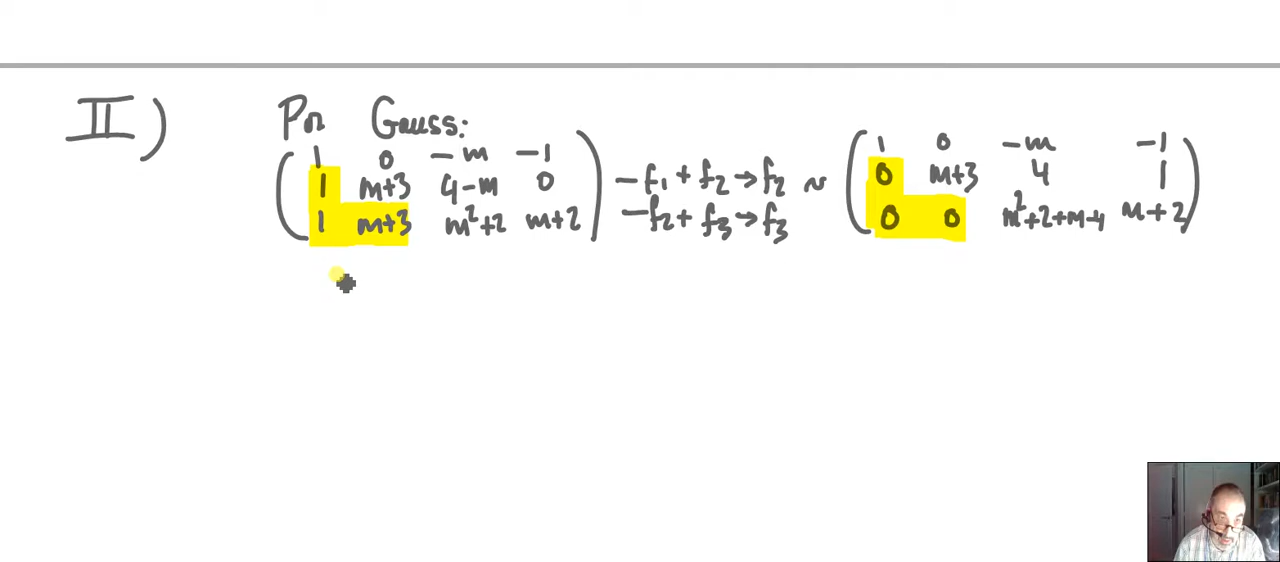 II) Por Gauss:
1 0 -m -1
1 m+3 4-m 0
1 m+3 m²+2 m+2
-f₁+f₂→f₂
-f₂+f₃→f₃
~
1 0 -m -1
0 m+3 4 1
0 0 m²+2+m-4 m+2